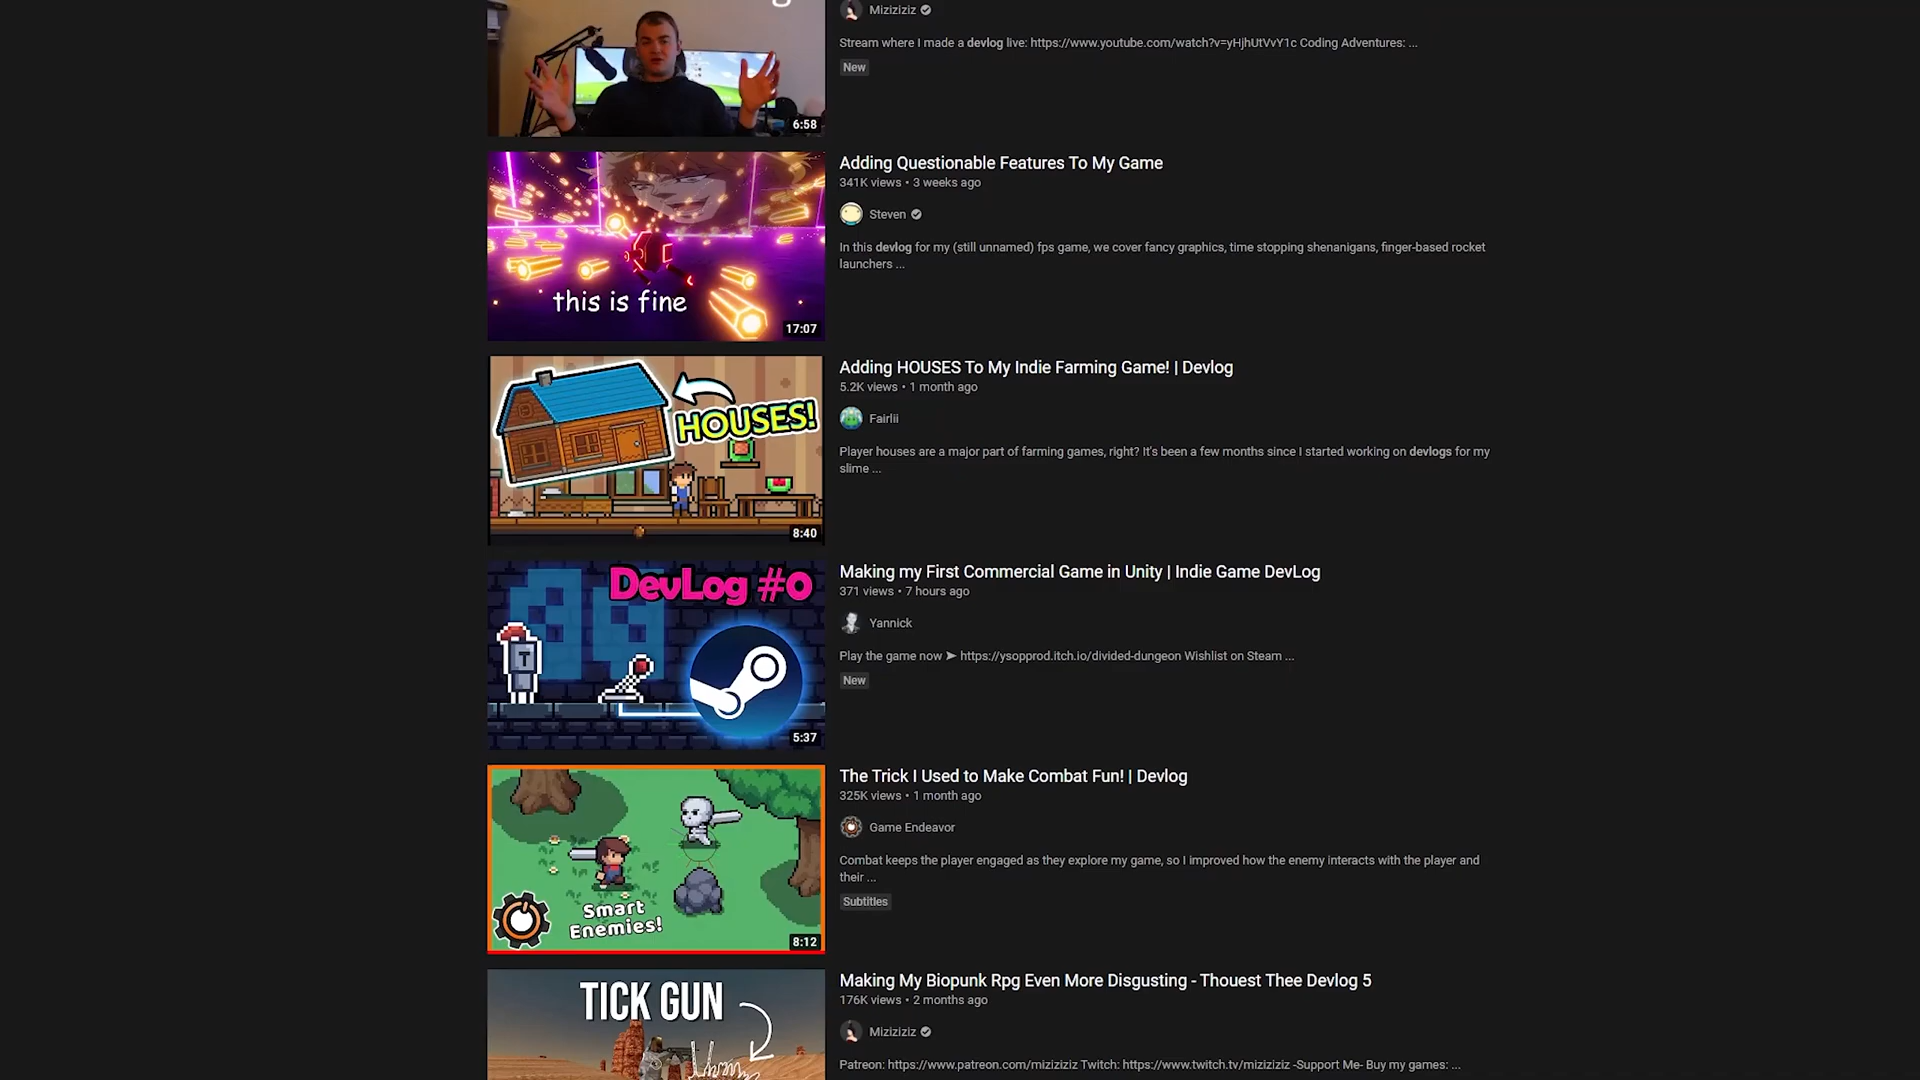 Miziziziz
Stream where I made a devlog live: https://www.youtube.com/watch?v=yHjhUtVvY1c Coding Adventures: ...
New
6:58
Adding Questionable Features To My Game
341K views • 3 weeks ago
Steven
In this devlog for my (still unnamed) fps game, we cover fancy graphics, time stopping shenanigans, finger-based rocket
launchers ...
this is fine
17:07
Adding HOUSES To My Indie Farming Game! | Devlog
5.2K views • 1 month ago
HOUSES!
Fairlii
Player houses are a major part of farming games, right? It's been a few months since I started working on devlogs for my
slime ...
8:40
Making my First Commercial Game in Unity | Indie Game DevLog
DevLog #0
371 views • 7 hours ago
Yannick
T
Play the game now ➤ https://ysopprod.itch.io/divided-dungeon Wishlist on Steam ...
New
5:37
The Trick I Used to Make Combat Fun! | Devlog
325K views • 1 month ago
Game Endeavor
Combat keeps the player engaged as they explore my game, so I improved how the enemy interacts with the player and
their ...
Subtitles
Smart
Enemies!
8:12
Making My Biopunk Rpg Even More Disgusting - Thouest Thee Devlog 5
TICK GUN
176K views • 2 months ago
Miziziziz
Patreon: https://www.patreon.com/miziziziz Twitch: https://www.twitch.tv/miziziziz -Support Me- Buy my games: ...